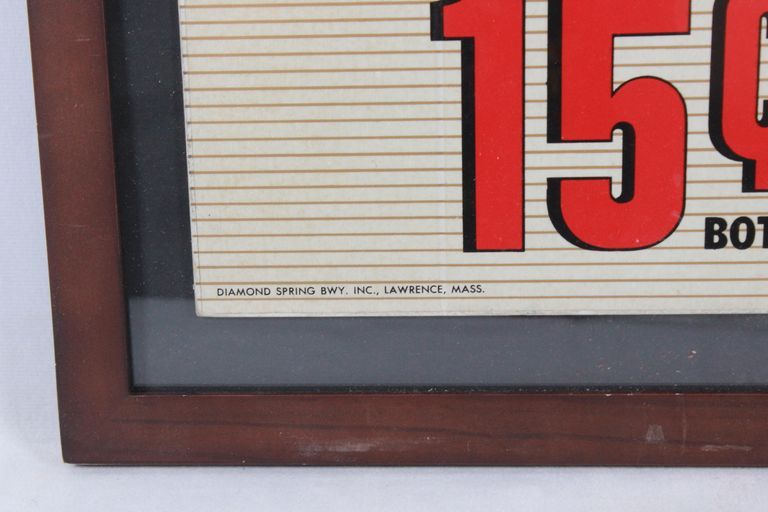 15¢
BOT
DIAMOND SPRING BWY. INC., LAWRENCE, MASS.